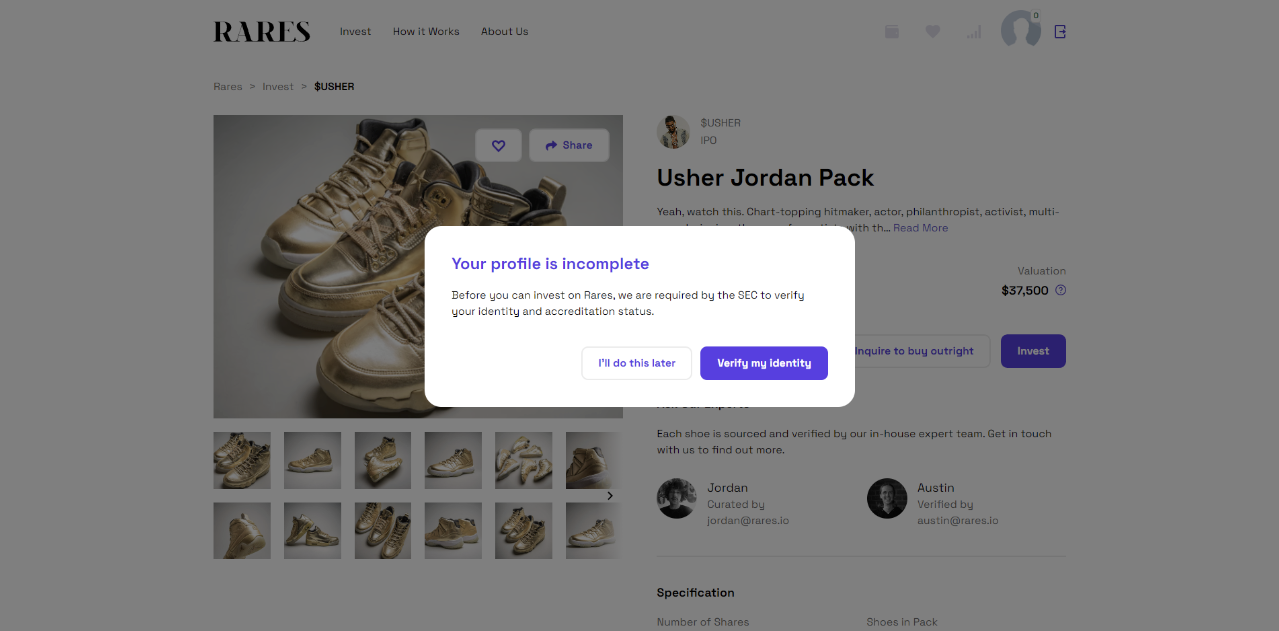 RARES
Invest
How it Works
About Us
0
Rares > Invest > $USHER
Share
$USHER
IPO
Usher Jordan Pack
Yeah, watch this. Chart-topping hitmaker, actor, philanthropist, activist, multi-
with th... Read More
Your profile is incomplete
Before you can invest on Rares, we are required by the SEC to verify
your identity and accreditation status.
I'll do this later
Verify my identity
Valuation
$37,500
Inquire to buy outright
Invest
Each shoe is sourced and verified by our in-house expert team. Get in touch
with us to find out more.
Jordan
Curated by
jordan@rares.io
Austin
Verified by
austin@rares.io
Specification
Number of Shares
Shoes in Pack